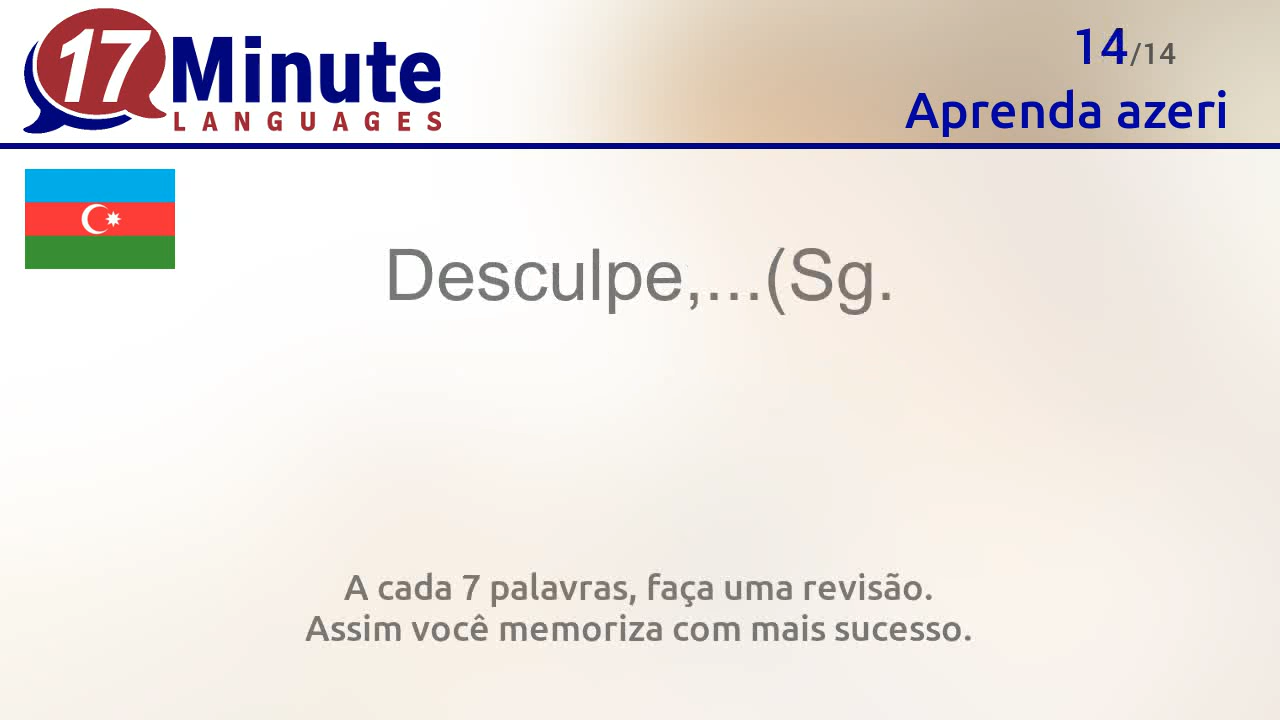 17 Minute
LANGUAGES
14/14
Aprenda azeri
Desculpe,...(Sg.
A cada 7 palavras, faça uma revisão.
Assim você memoriza com mais sucesso.